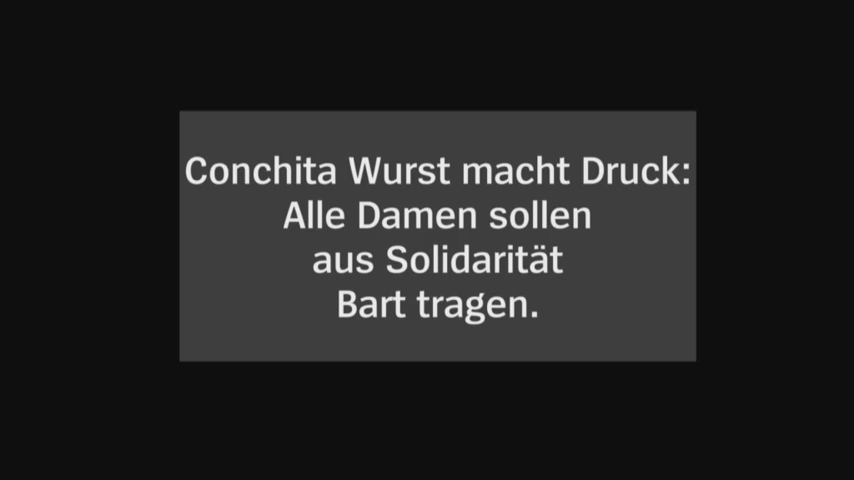 Conchita Wurst macht Druck:
Alle Damen sollen
aus Solidarität
Bart tragen.